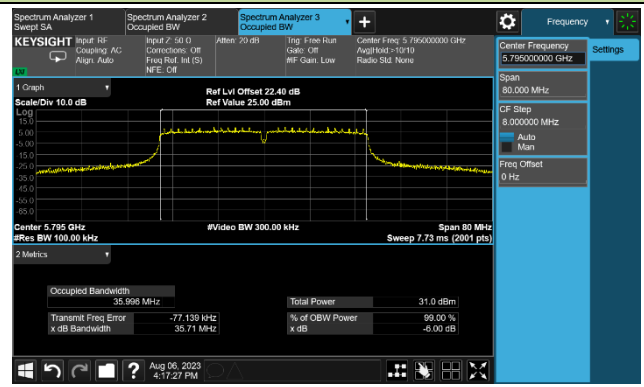 Spectrum Analyzer 1
Swept SA
Spectrum Analyzer 2
Occupied BW
Spectrum Analyzer 3
Occupied BW
Frequency
KEYSIGHT
Input: RF
Coupling: AC
Align: Auto
Input Z: 50 Ω
Corrections: Off
Freq Ref: Int (S)
NFE: Off
Atten: 20 dB
Trig: Free Run
Gate: Off
#IF Gain: Low
Center Freq: 5.795000000 GHz
Avg|Hold:>10/10
Radio Std: None
Center Frequency
5.795000000 GHz
Settings
Span
80.000 MHz
CF Step
8.000000 MHz
Auto
Man
Freq Offset
0 Hz
1 Graph
Scale/Div 10.0 dB
Ref Lvl Offset 22.40 dB
Ref Value 25.00 dBm
Log
15.0
5.00
-5.00
-15.0
-25.0
-35.0
-45.0
-55.0
-65.0
Center 5.795 GHz
#Video BW 300.00 kHz
Span 80 MHz
#Res BW 100.00 kHz
Sweep 7.73 ms (2001 pts)
2 Metrics
Occupied Bandwidth
35.996 MHz
Total Power
31.0 dBm
Transmit Freq Error
-77.139 kHz
% of OBW Power
99.00 %
x dB Bandwidth
35.71 MHz
x dB
-6.00 dB
Aug 06, 2023
4:17:27 PM